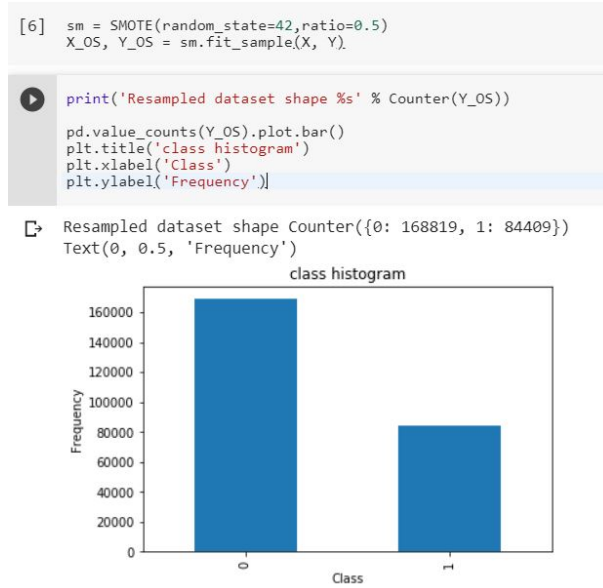 [6] sm = SMOTE(random_state=42,ratio=0.5)
X_OS, Y_OS = sm.fit_sample(X, Y)
print('Resampled dataset shape %s' % Counter(Y_OS))
pd.value_counts(Y_OS).plot.bar()
plt.title('class histogram')
plt.xlabel('Class')
plt.ylabel('Frequency')
Resampled dataset shape Counter({0: 168819, 1: 84409})
Text(0, 0.5, 'Frequency')
class histogram
160000
140000
120000
100000
80000
60000
40000
20000
0
Frequency
0 1
Class